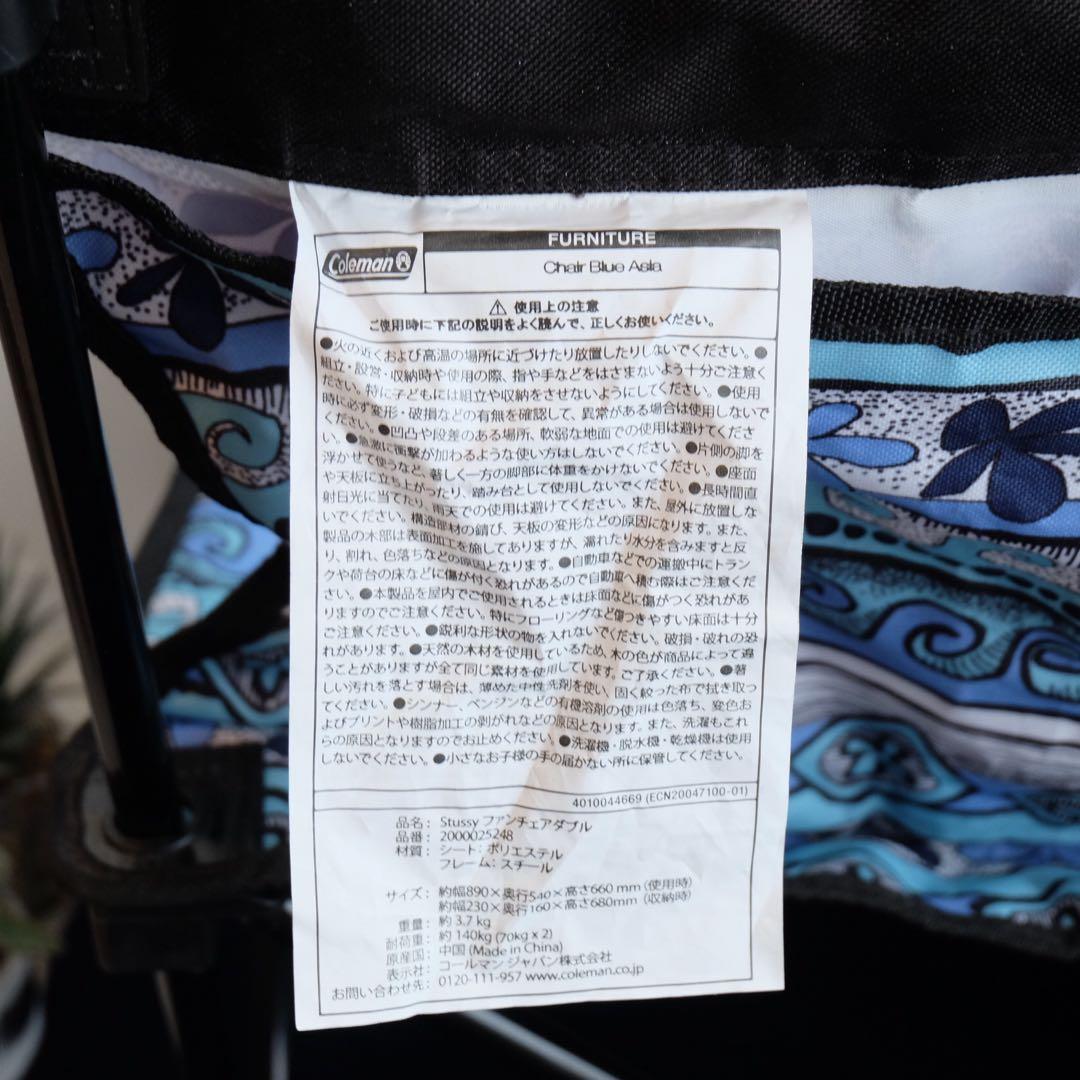 FURNITURE
Coleman
Chair Blue Asia
⚠ 使用上の注意
ご使用時に下記の説明をよく読んで、正しくお使いください。
●火の近くおよび高温の場所に近づけたり放置したりしないでください。●
組立・設営・収納時や使用の際、指や手などをはさまないよう十分ご注意く
ださい。特に子どもには組立や収納をさせないようにしてください。●使用
時に必ず変形・破損などの有無を確認して、異常がある場合は使用しないで
ください。●凹凸や段差のある場所、軟弱な地面での使用は避けてくださ
い。●急激に衝撃が加わるような使い方はしないでください。●片側の脚を
浮かせて使うなど、著しく一方の脚部に体重をかけないでください。●座面
や天板に立ち上がったり、踏み台として使用しないでください。●長時間直
射日光に当てたり、雨天での使用は避けてください。また、屋外に放置しな
いでください。構造部材の錆び、天板の変形などの原因になります。また、
製品の木部は表面加工を施してありますが、濡れたり水分を含みますと反
り、割れ、色落ちなどの原因となります。●自動車などでの運搬中にトラン
クや荷台の床などに傷が付く恐れがあるので自動車へ積む際はご注意くだ
さい。●本製品を屋内でご使用されるときは床面などに傷がつく恐れがあ
りますのでご注意ください。特にフローリングなど傷つきやすい床面は十分
ご注意ください。●鋭利な形状の物を入れないでください。破損・破れの恐
れがあります。●天然の木材を使用しているため、木の色が商品によって違
うことがありますが全て同じ素材を使用しています。ご了承ください。●著
しい汚れを落とす場合は、薄めた中性洗剤を使い、固く絞った布で拭き取っ
てください。●シンナー、ベンジンなどの有機溶剤の使用は色落ち、変色お
よびプリントや樹脂加工の剥がれなどの原因となります。また、洗濯もこれ
らの原因となりますのでお止めください。●洗濯機・脱水機・乾燥機は使用
しないでください。●小さなお子様の手の届かない所に保管してください。
4010044669 (ECN20047100-01)
品名： Stussy ファンチェアダブル
品番： 2000025248
材質： シート：ポリエステル
フレーム：スチール
サイズ： 約幅890×奥行540×高さ660 mm（使用時）
約幅230×奥行160×高さ680mm（収納時）
重量： 約 3.7 kg
耐荷重： 約 140kg (70kg x 2)
原産国： 中国 (Made in China)
表示社： コールマン ジャパン株式会社
お問い合わせ先： 0120-111-957 www.coleman.co.jp